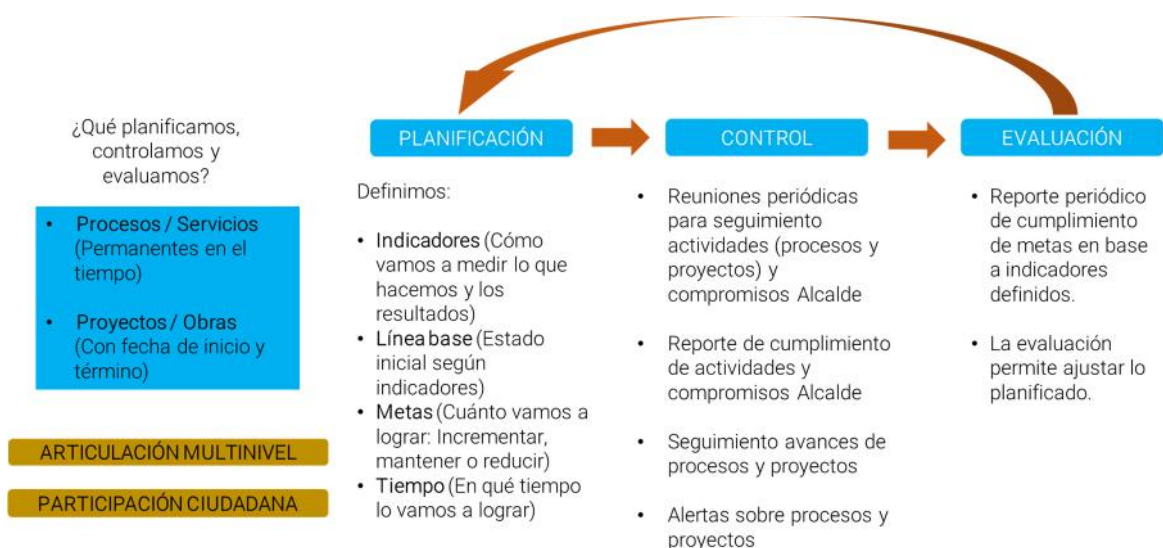 ¿Qué planificamos,
controlamos y
evaluamos?
• Procesos / Servicios
(Permanentes en el
tiempo)
• Proyectos / Obras
(Con fecha de inicio y
término)
ARTICULACIÓN MULTINIVEL
PARTICIPACIÓN CIUDADANA
PLANIFICACIÓN
Definimos:
• Indicadores (Cómo
vamos a medir lo que
hacemos y los
resultados)
• Línea base (Estado
inicial según
indicadores)
• Metas (Cuánto vamos a
lograr: Incrementar,
mantener o reducir)
• Tiempo (En qué tiempo
lo vamos a lograr)
CONTROL
• Reuniones periódicas
para seguimiento
actividades (procesos y
proyectos) y
compromisos Alcalde
• Reporte de cumplimiento
de actividades y
compromisos Alcalde
• Seguimiento avances de
procesos y proyectos
• Alertas sobre procesos y
proyectos
EVALUACIÓN
• Reporte periódico
de cumplimiento
de metas en base
a indicadores
definidos.
• La evaluación
permite ajustar lo
planificado.